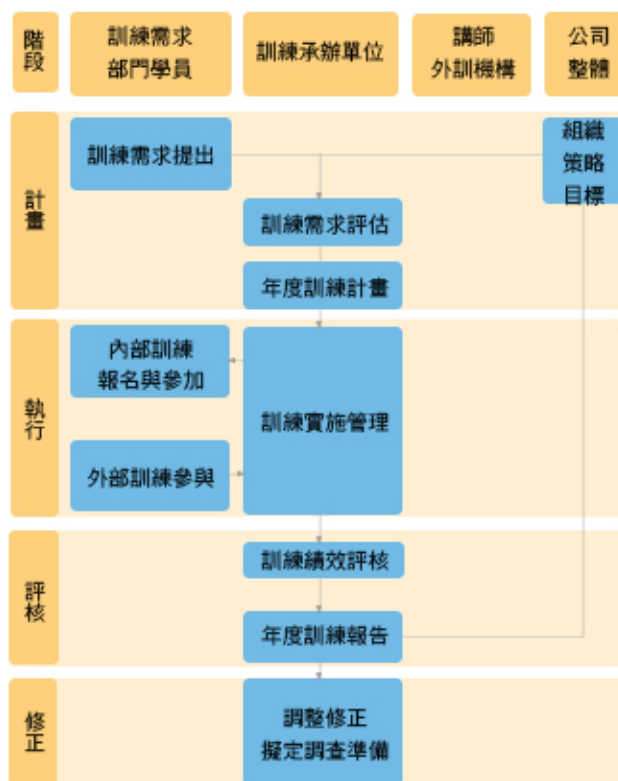 階段
訓練需求
部門學員
訓練承辦單位
講師
外訓機構
公司
整體
計畫
訓練需求提出
組織
策略
目標
訓練需求評估
年度訓練計畫
執行
內部訓練
報名與參加
訓練實施管理
外部訓練參與
評核
訓練績效評核
年度訓練報告
修正
調整修正
擬定調查準備